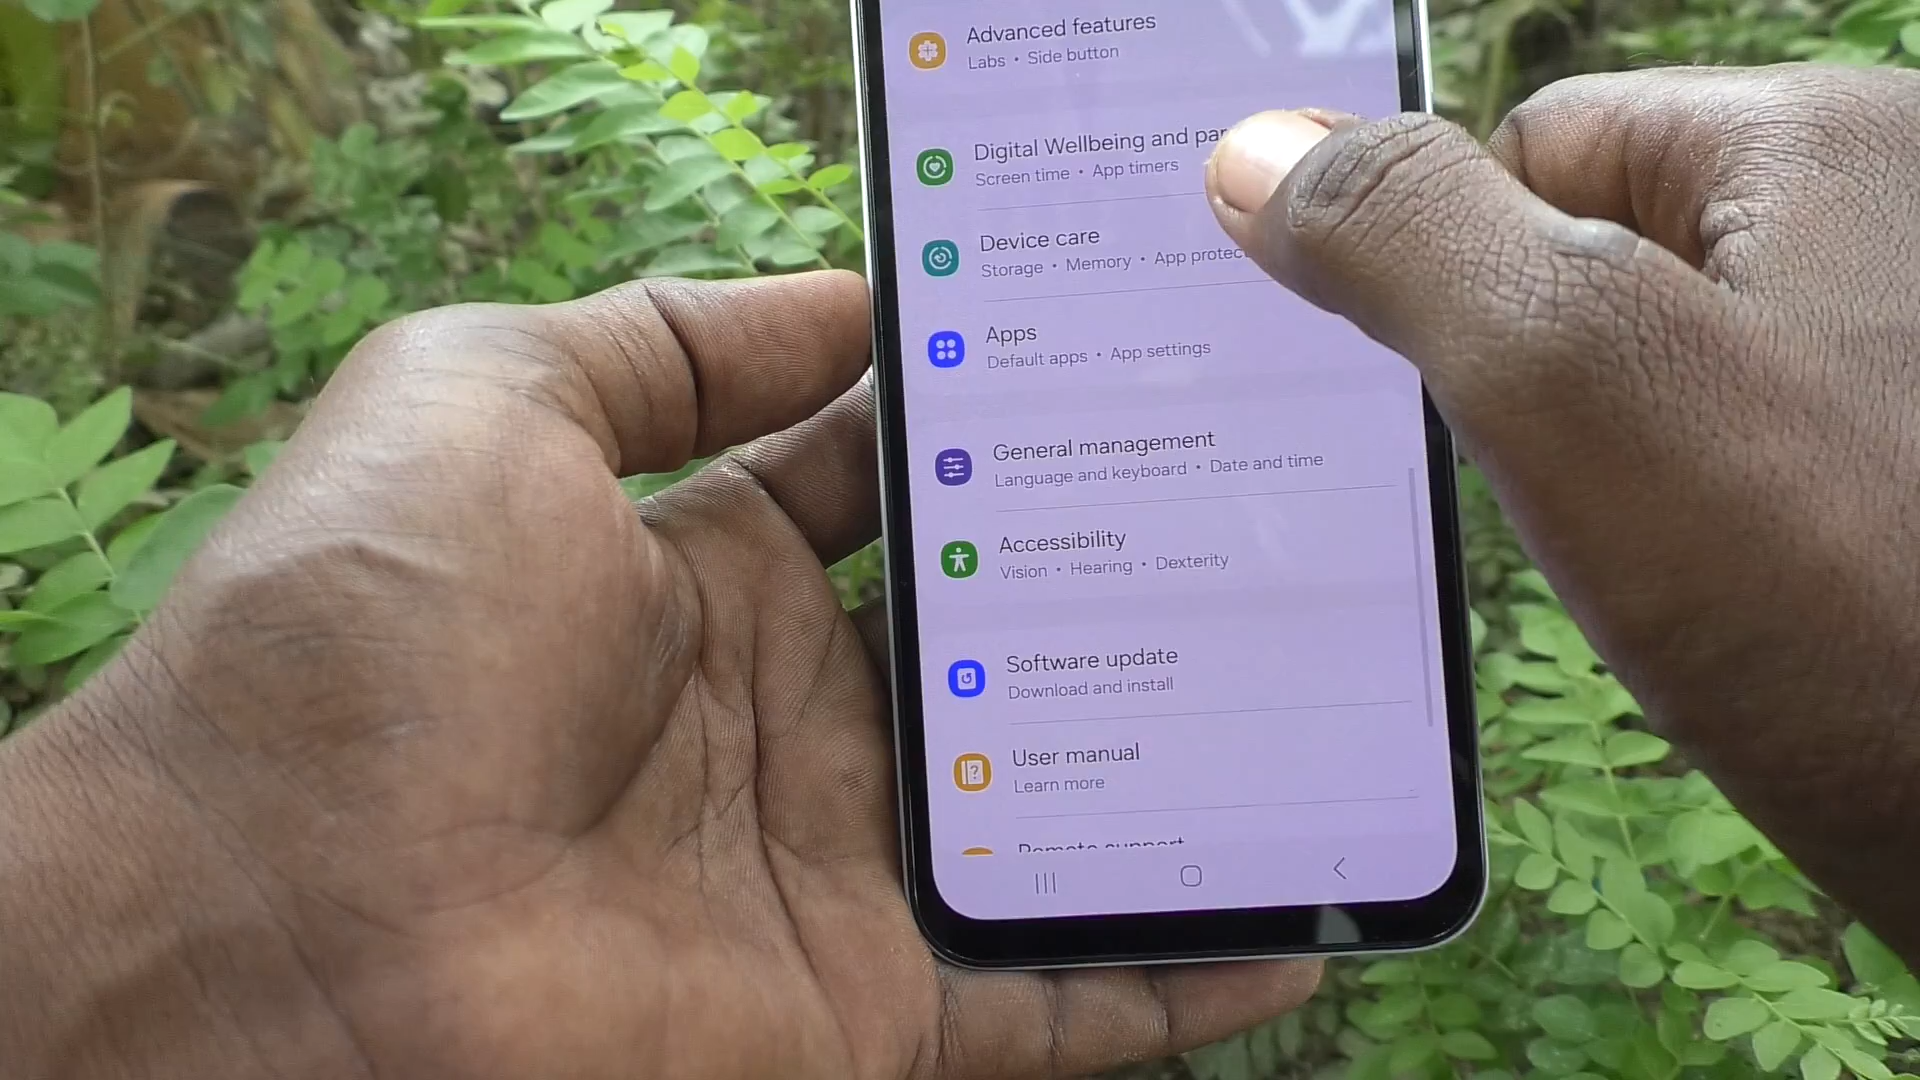 Advanced features
Labs • Side button
Digital Wellbeing and par
Screen time • App timers
Device care
Storage • Memory • App protec
Apps
Default apps • App settings
General management
Language and keyboard • Date and time
Accessibility
Vision • Hearing • Dexterity
Software update
Download and install
User manual
Learn more
Remote support